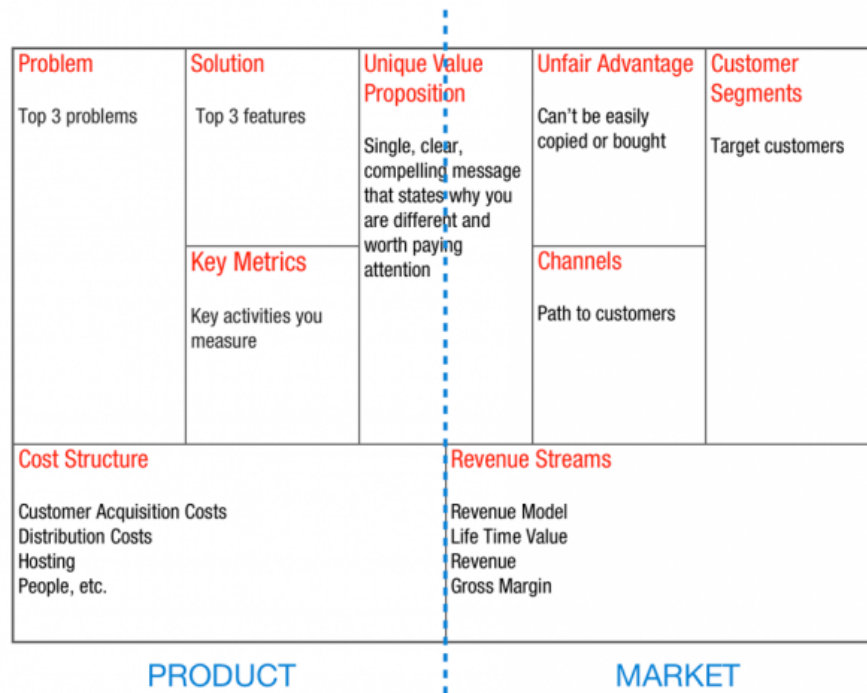 Problem
Top 3 problems
Solution
Top 3 features
Key Metrics
Key activities you
measure
Unique Value
Proposition
Single, clear,
compelling message
that states why you
are different and
worth paying
attention
Unfair Advantage
Can't be easily
copied or bought
Channels
Path to customers
Customer
Segments
Target customers
Cost Structure
Customer Acquisition Costs
Distribution Costs
Hosting
People, etc.
Revenue Streams
Revenue Model
Life Time Value
Revenue
Gross Margin
PRODUCT
MARKET